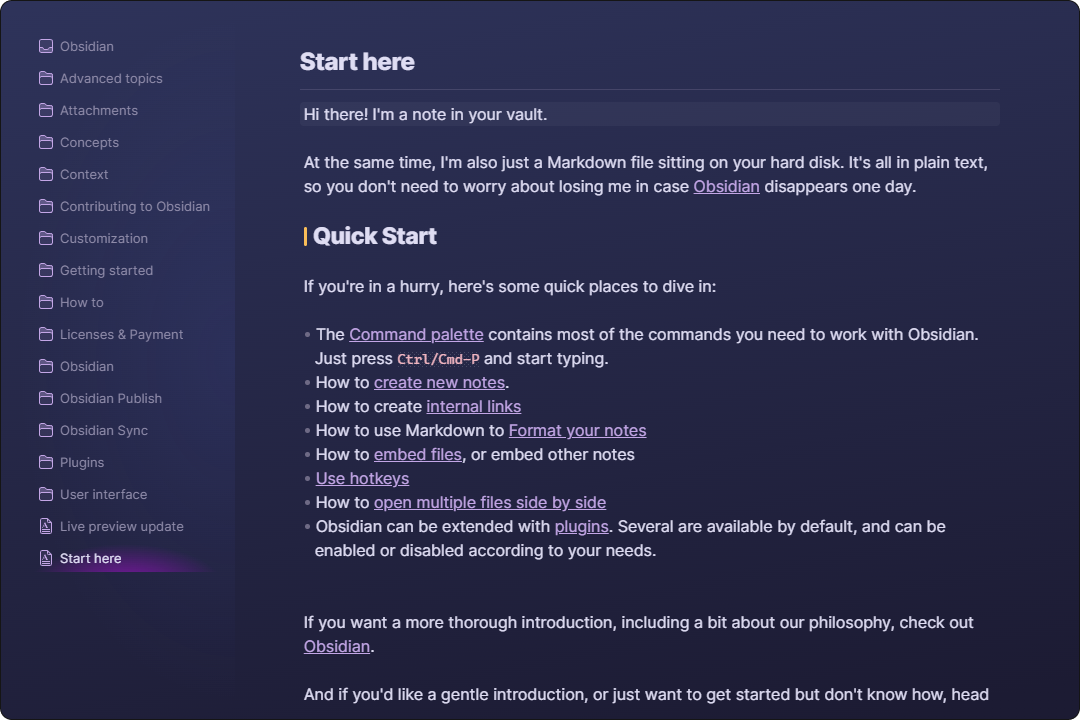 Obsidian
Advanced topics
Attachments
Concepts
Context
Contributing to Obsidian
Customization
Getting started
How to
Licenses & Payment
Obsidian
Obsidian Publish
Obsidian Sync
Plugins
User interface
Live preview update
Start here
Start here
Hi there! I'm a note in your vault.
At the same time, I'm also just a Markdown file sitting on your hard disk. It's all in plain text,
so you don't need to worry about losing me in case Obsidian disappears one day.
Quick Start
If you're in a hurry, here's some quick places to dive in:
• The Command palette contains most of the commands you need to work with Obsidian.
Just press Ctrl/Cmd-P and start typing.
• How to create new notes.
• How to create internal links
• How to use Markdown to Format your notes
• How to embed files, or embed other notes
• Use hotkeys
• How to open multiple files side by side
• Obsidian can be extended with plugins. Several are available by default, and can be
enabled or disabled according to your needs.
If you want a more thorough introduction, including a bit about our philosophy, check out
Obsidian.
And if you'd like a gentle introduction, or just want to get started but don't know how, head